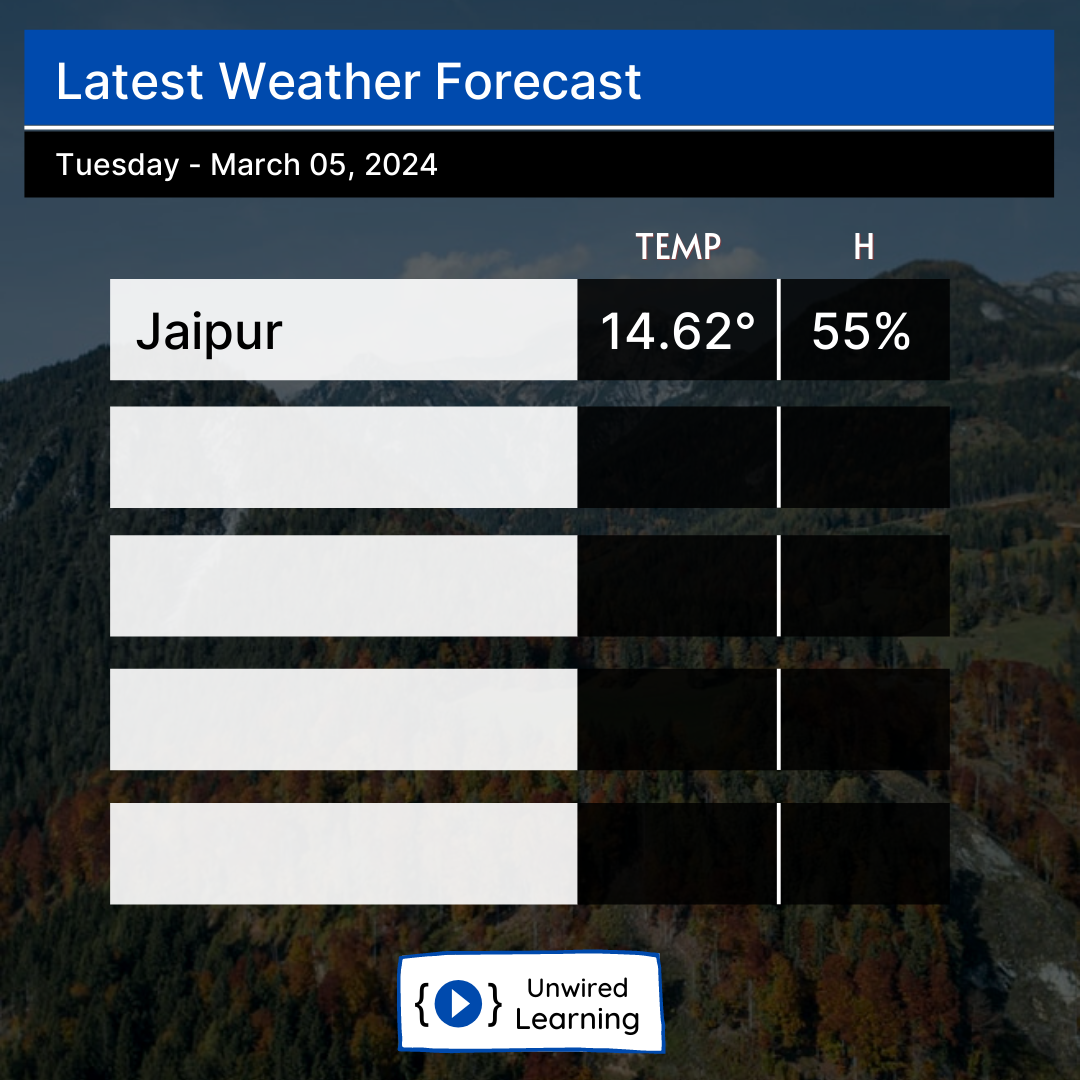 Latest Weather Forecast
Tuesday - March 05, 2024
TEMP H
Jaipur 14.62° 55%
{ } Unwired
Learning